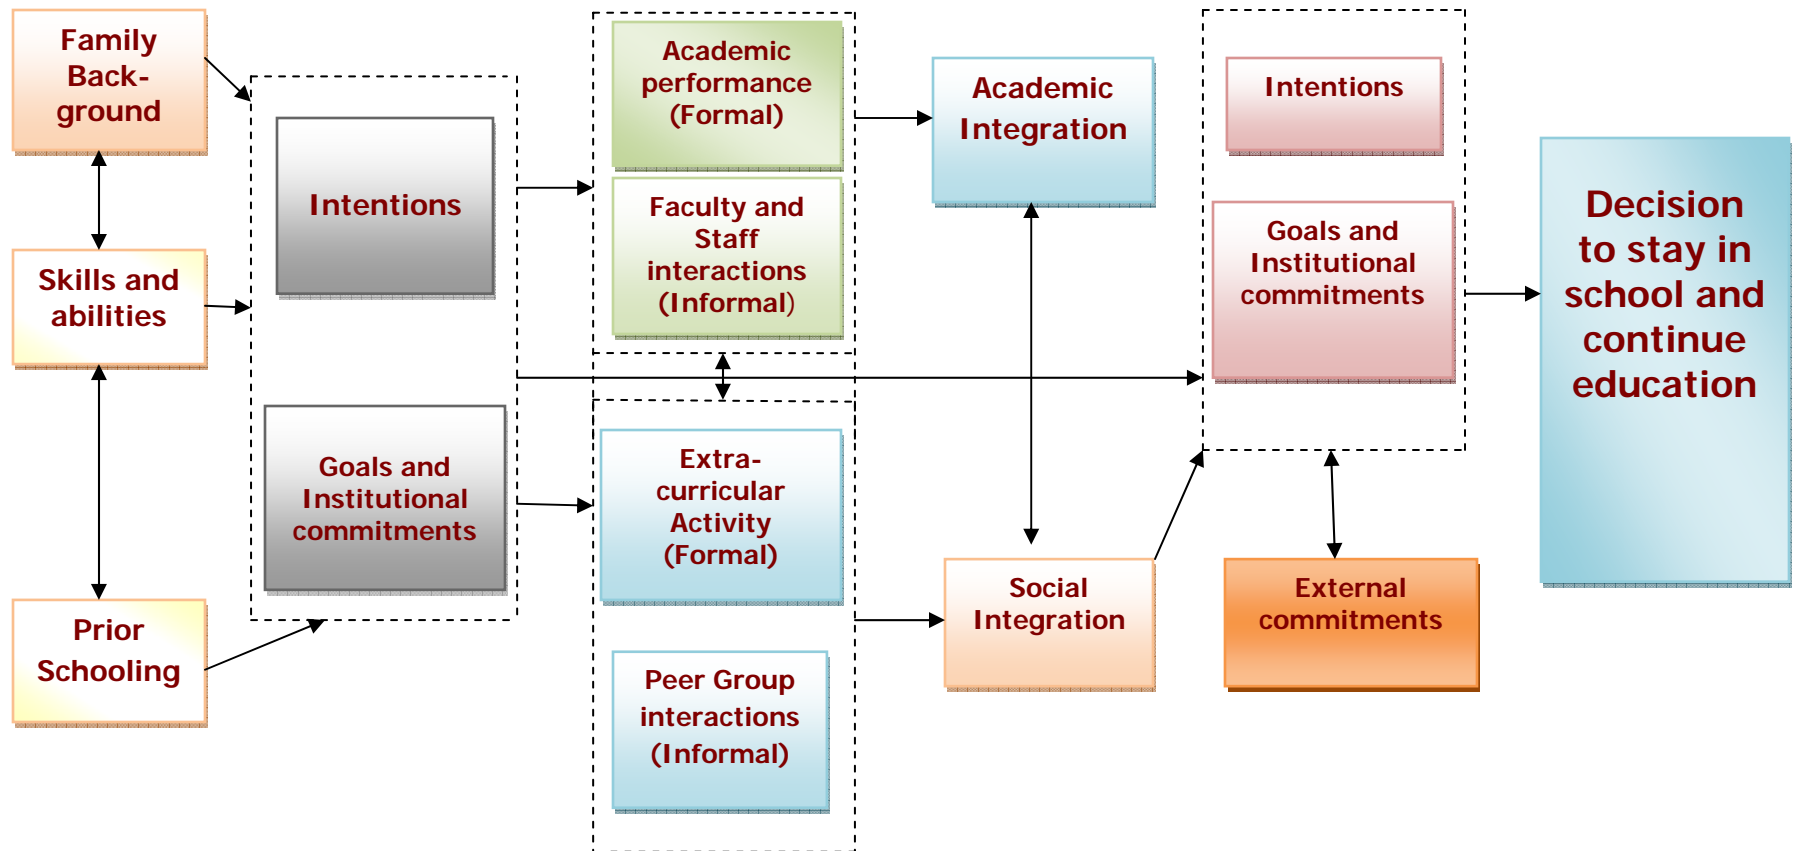 Family
Back-
ground
Skills and
abilities
Prior
Schooling
Intentions
Goals and
Institutional
commitments
Academic
performance
(Formal)
Faculty and
Staff
interactions
(Informal)
Extra-
curricular
Activity
(Formal)
Peer Group
interactions
(Informal)
Academic
Integration
Social
Integration
Intentions
Goals and
Institutional
commitments
External
commitments
Decision
to stay in
school and
continue
education